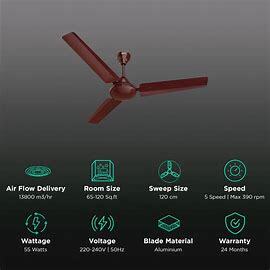 Air Flow Delivery
13800 m3/hr
Room Size
65-120 Sq.ft
Sweep Size
120 cm
Speed
5 Speed | Max 390 rpm
Wattage
55 Watts
Voltage
220-240V | 50Hz
Blade Material
Aluminium
Warranty
24 Months